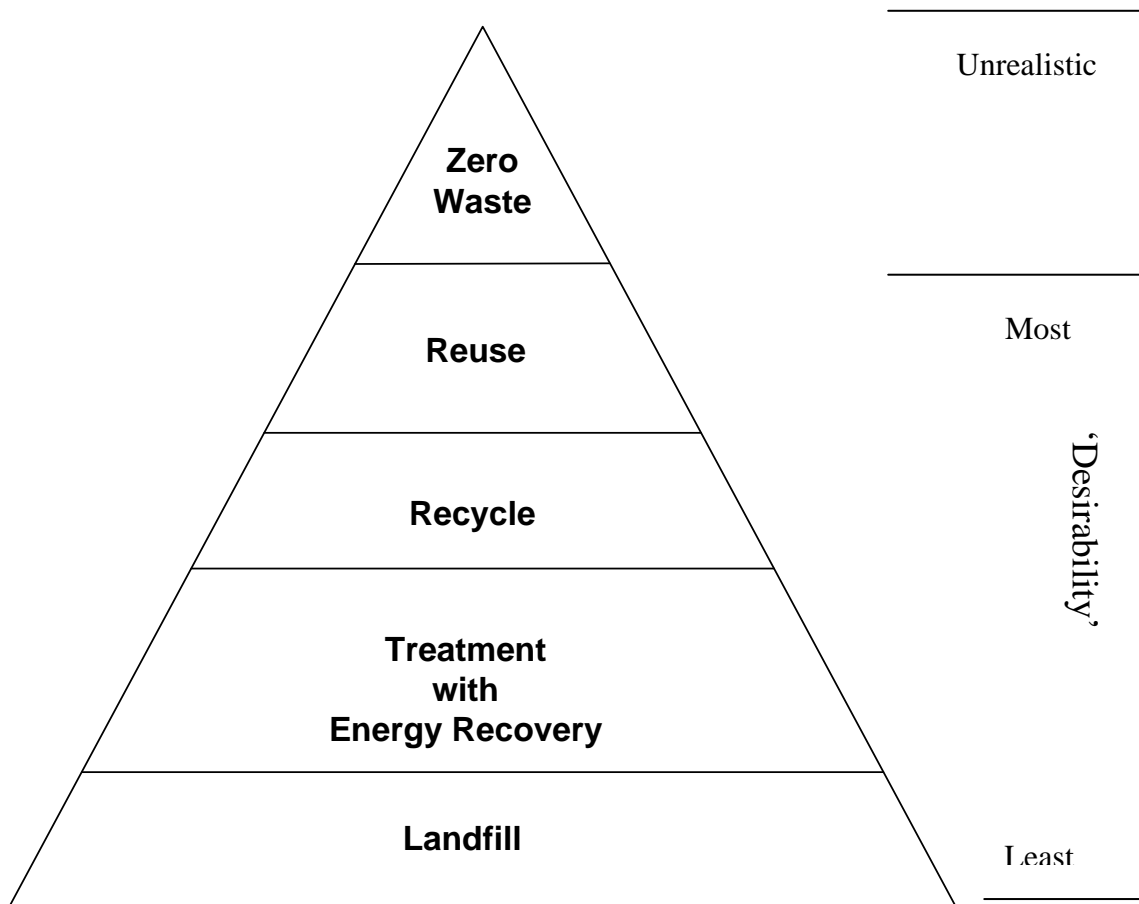 Unrealistic
Zero
Waste
Most
Reuse
‘Desirability’
Recycle
Treatment
with
Energy Recovery
Landfill
Least